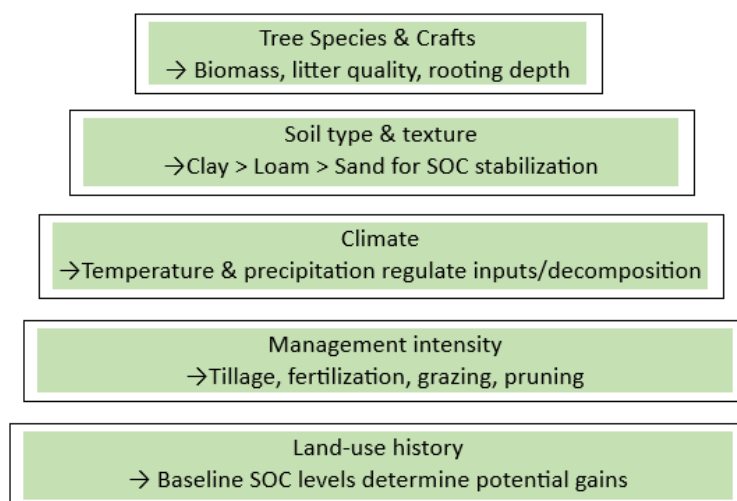 Tree Species & Crafts
→ Biomass, litter quality, rooting depth
Soil type & texture
→Clay > Loam > Sand for SOC stabilization
Climate
→Temperature & precipitation regulate inputs/decomposition
Management intensity
→Tillage, fertilization, grazing, pruning
Land-use history
→ Baseline SOC levels determine potential gains